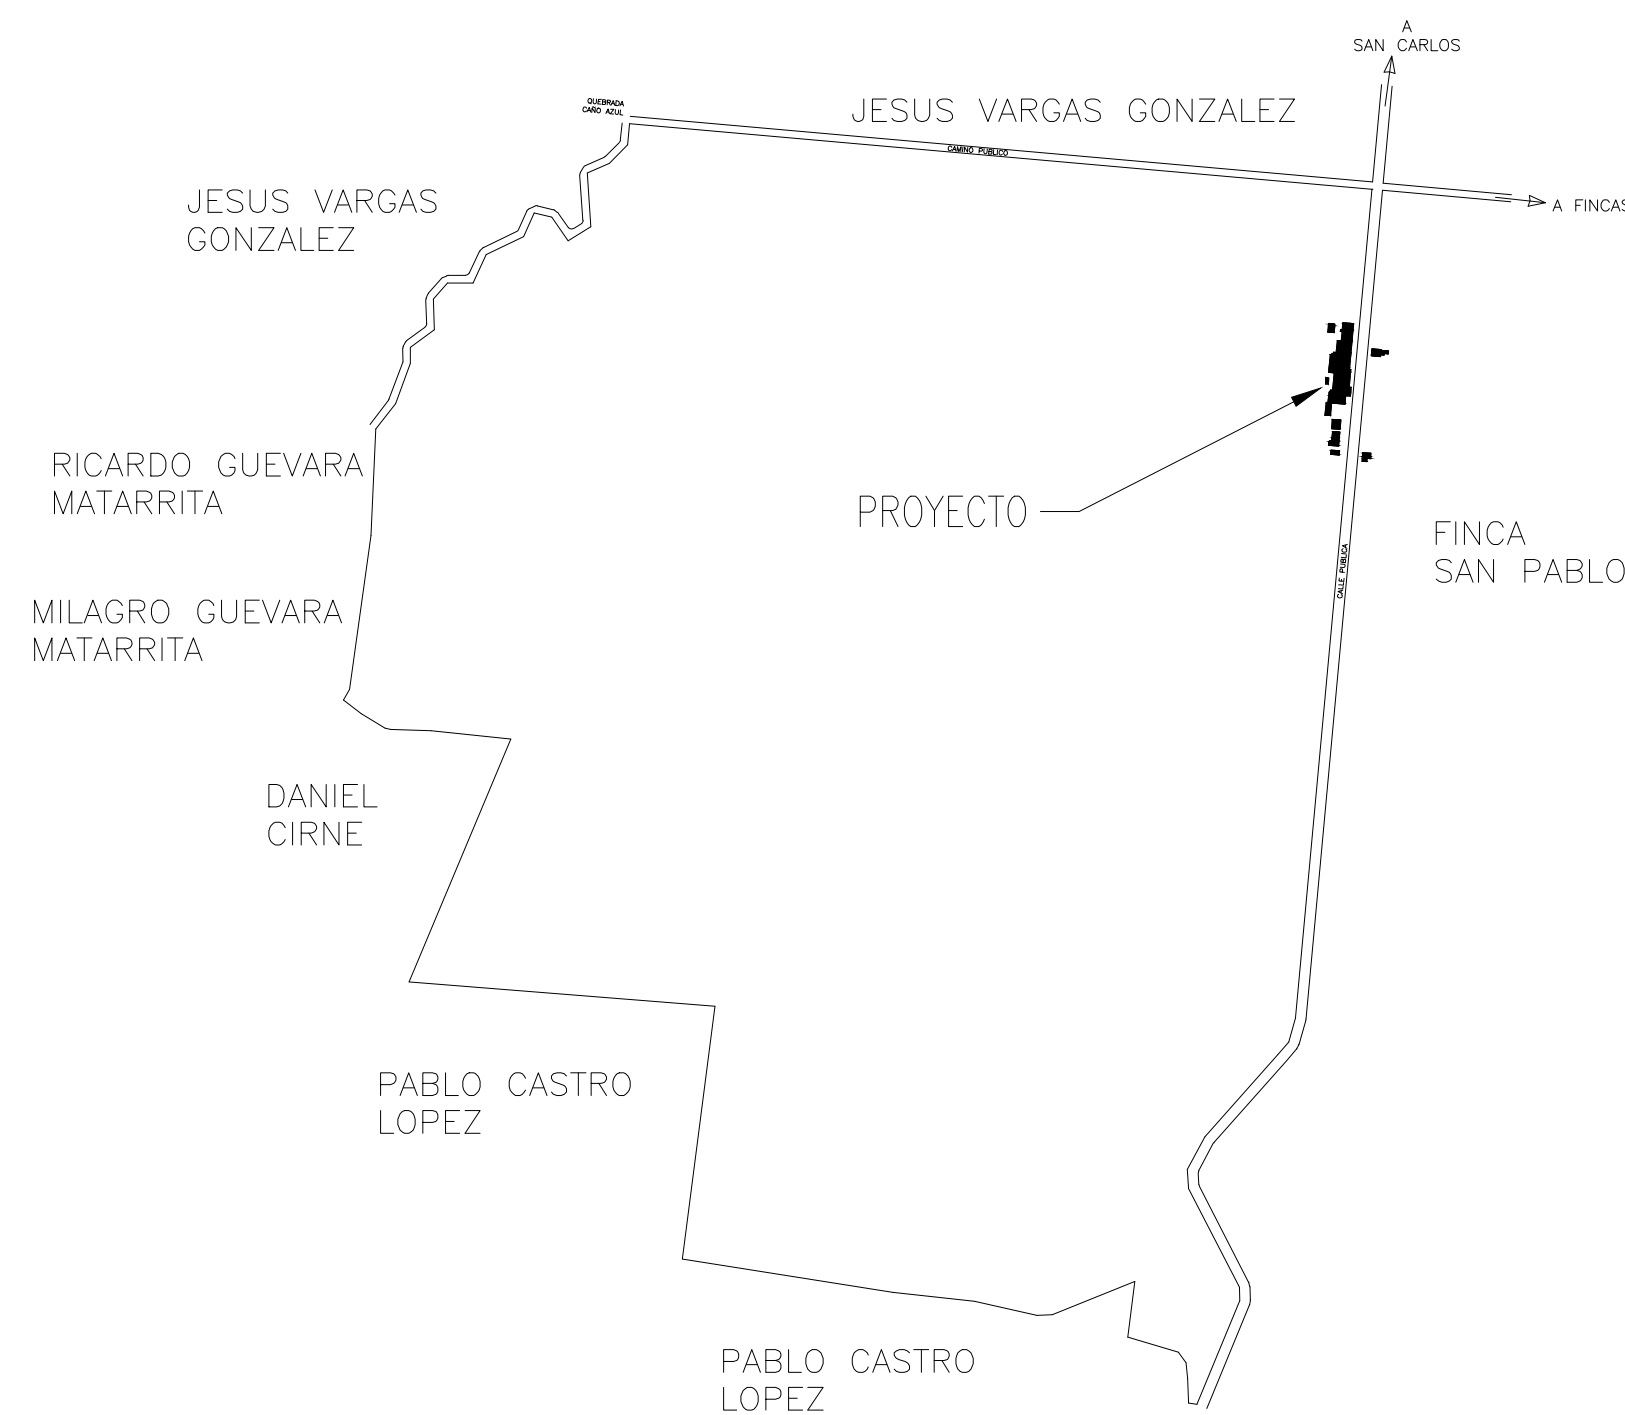 A
SAN CARLOS
QUEBRADA
CAÑO AZUL
JESUS VARGAS GONZALEZ
CAMINO PUBLICO
JESUS VARGAS
GONZALEZ
A FINCAS
RICARDO GUEVARA
MATARRITA
PROYECTO
FINCA
SAN PABLO
CALLE PUBLICA
MILAGRO GUEVARA
MATARRITA
DANIEL
CIRNE
PABLO CASTRO
LOPEZ
PABLO CASTRO
LOPEZ